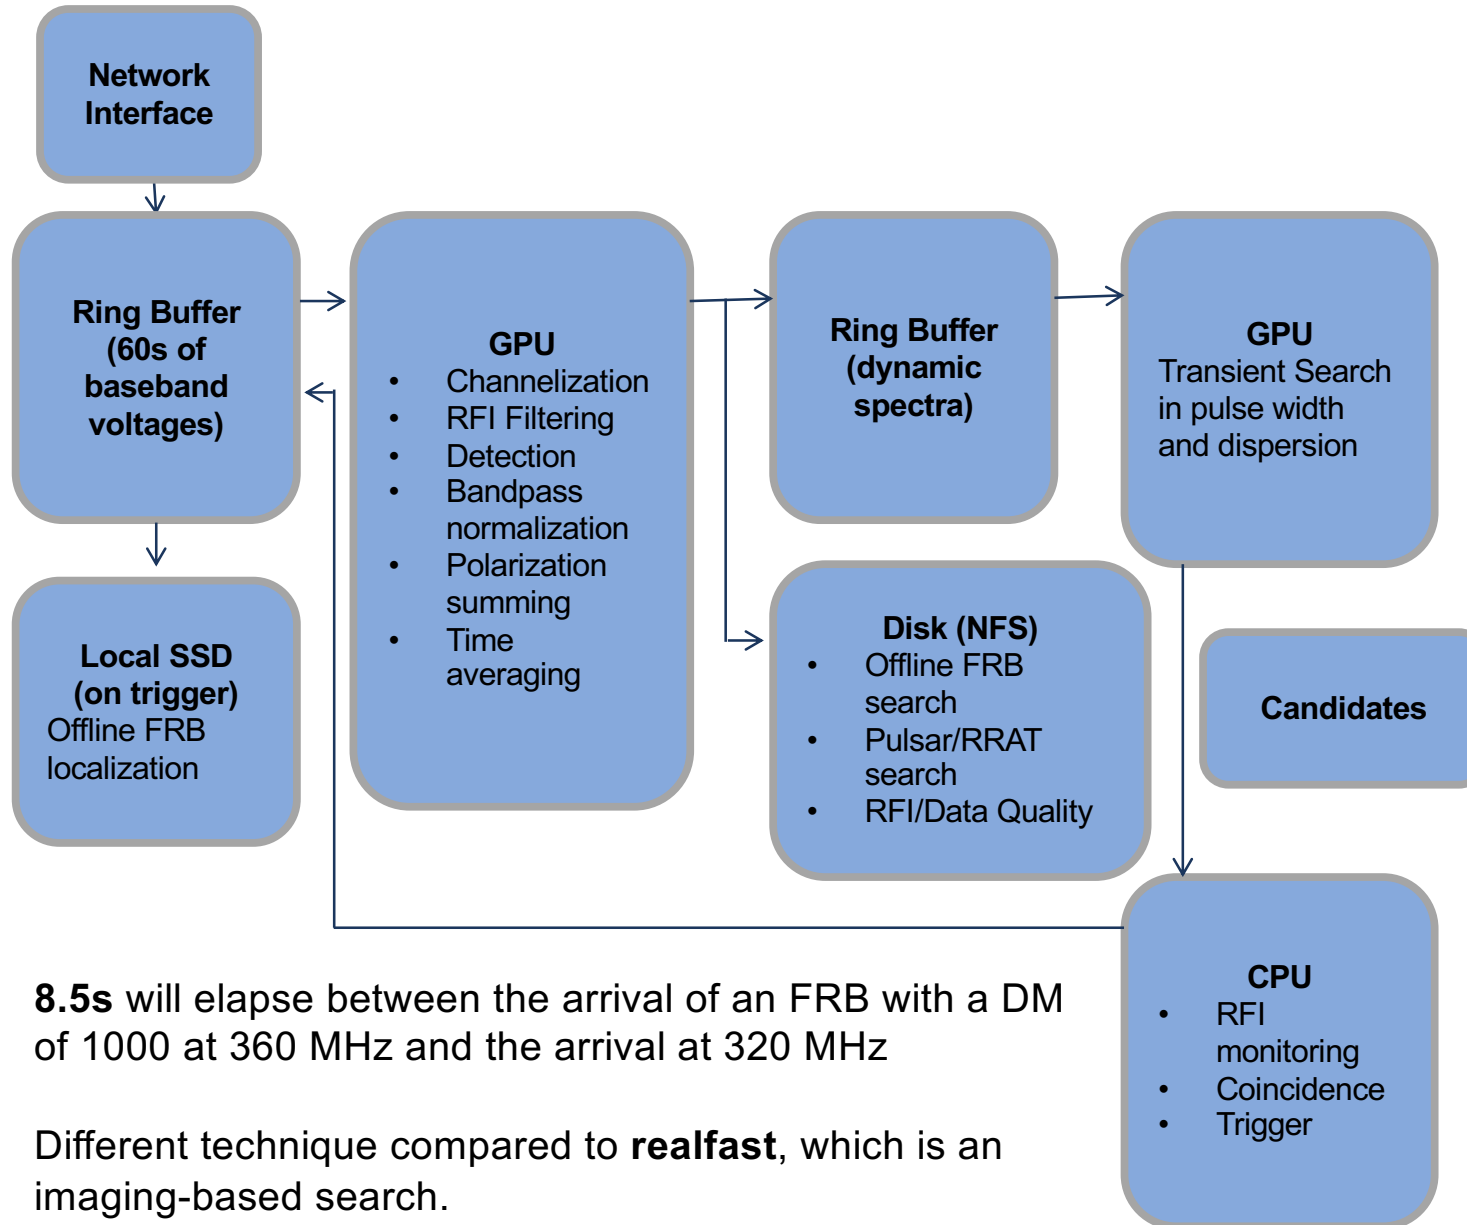 Network
Interface
Ring Buffer
(60s of
baseband
voltages)
GPU
• Channelization
• RFI Filtering
• Detection
• Bandpass
normalization
• Polarization
summing
• Time
averaging
Ring Buffer
(dynamic
spectra)
GPU
Transient Search
in pulse width
and dispersion
Local SSD
(on trigger)
Offline FRB
localization
Disk (NFS)
• Offline FRB
search
• Pulsar/RRAT
search
• RFI/Data Quality
Candidates
CPU
• RFI
monitoring
• Coincidence
• Trigger
8.5s will elapse between the arrival of an FRB with a DM
of 1000 at 360 MHz and the arrival at 320 MHz
Different technique compared to realfast, which is an
imaging-based search.